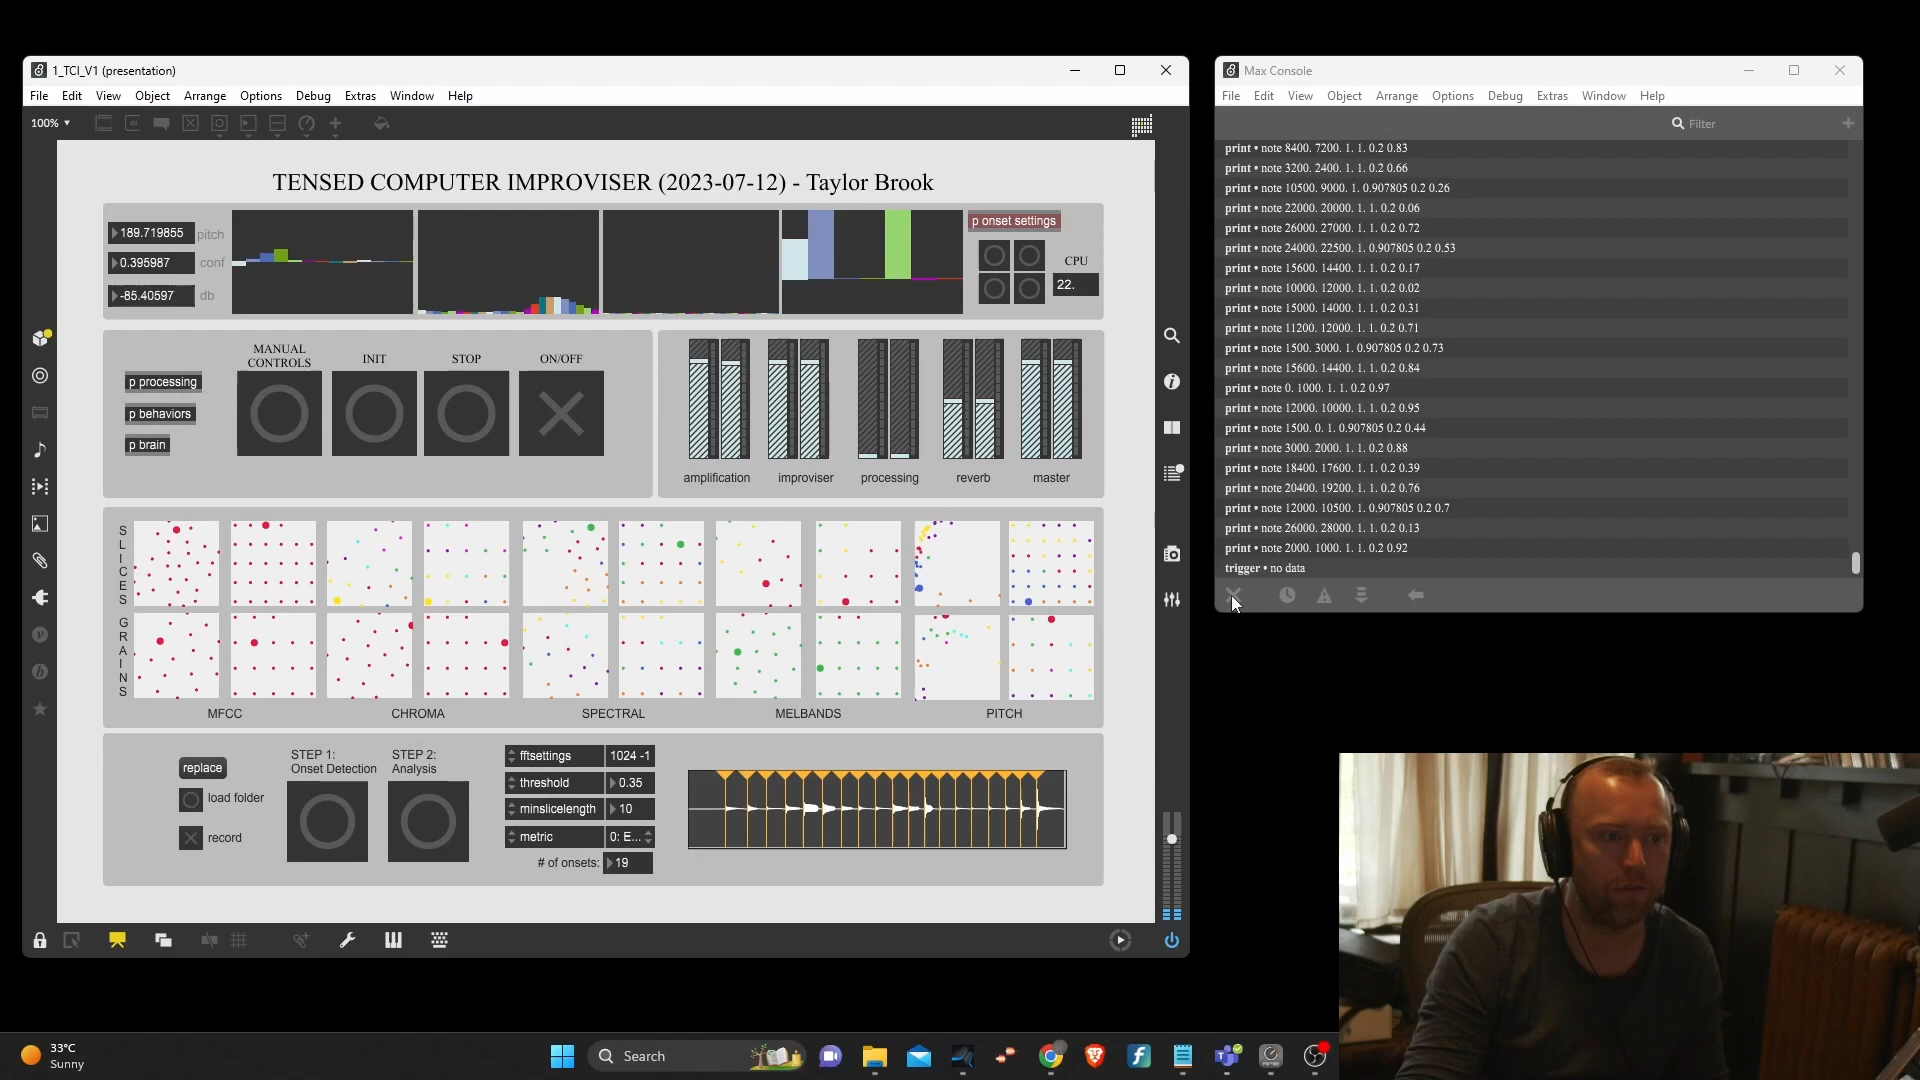 1_TCI_V1 (presentation)
File Edit View Object Arrange Options Debug Extras Window Help
100%
TENSED COMPUTER IMPROVISER (2023-07-12) - Taylor Brook
189.719855 pitch
0.395987 conf
-85.40597 db
p onset settings
CPU
22.
MANUAL CONTROLS
INIT
STOP
ON/OFF
p processing
p behaviors
p brain
amplification
improviser
processing
reverb
master
SLICES
GRAINS
MFCC
CHROMA
SPECTRAL
MELBANDS
PITCH
replace
load folder
record
STEP 1:
Onset Detection
STEP 2:
Analysis
fftsettings 1024 -1
threshold 0.35
minslicelength 10
metric 0: E...
# of onsets: 19
Max Console
File Edit View Object Arrange Options Debug Extras Window Help
Filter
print • note 8400. 7200. 1. 1. 0.2 0.83
print • note 3200. 2400. 1. 1. 0.2 0.66
print • note 10500. 9000. 1. 0.907805 0.2 0.26
print • note 22000. 20000. 1. 1. 0.2 0.06
print • note 26000. 27000. 1. 1. 0.2 0.72
print • note 24000. 22500. 1. 0.907805 0.2 0.53
print • note 15600. 14400. 1. 1. 0.2 0.17
print • note 10000. 12000. 1. 1. 0.2 0.02
print • note 15000. 14000. 1. 1. 0.2 0.31
print • note 11200. 12000. 1. 1. 0.2 0.71
print • note 1500. 3000. 1. 0.907805 0.2 0.73
print • note 15600. 14400. 1. 1. 0.2 0.84
print • note 0. 1000. 1. 1. 0.2 0.97
print • note 12000. 10000. 1. 1. 0.2 0.95
print • note 1500. 0. 1. 0.907805 0.2 0.44
print • note 3000. 2000. 1. 1. 0.2 0.88
print • note 18400. 17600. 1. 1. 0.2 0.39
print • note 20400. 19200. 1. 1. 0.2 0.76
print • note 12000. 10500. 1. 0.907805 0.2 0.7
print • note 26000. 28000. 1. 1. 0.2 0.13
print • note 2000. 1000. 1. 1. 0.2 0.92
trigger • no data
33°C
Sunny
Search